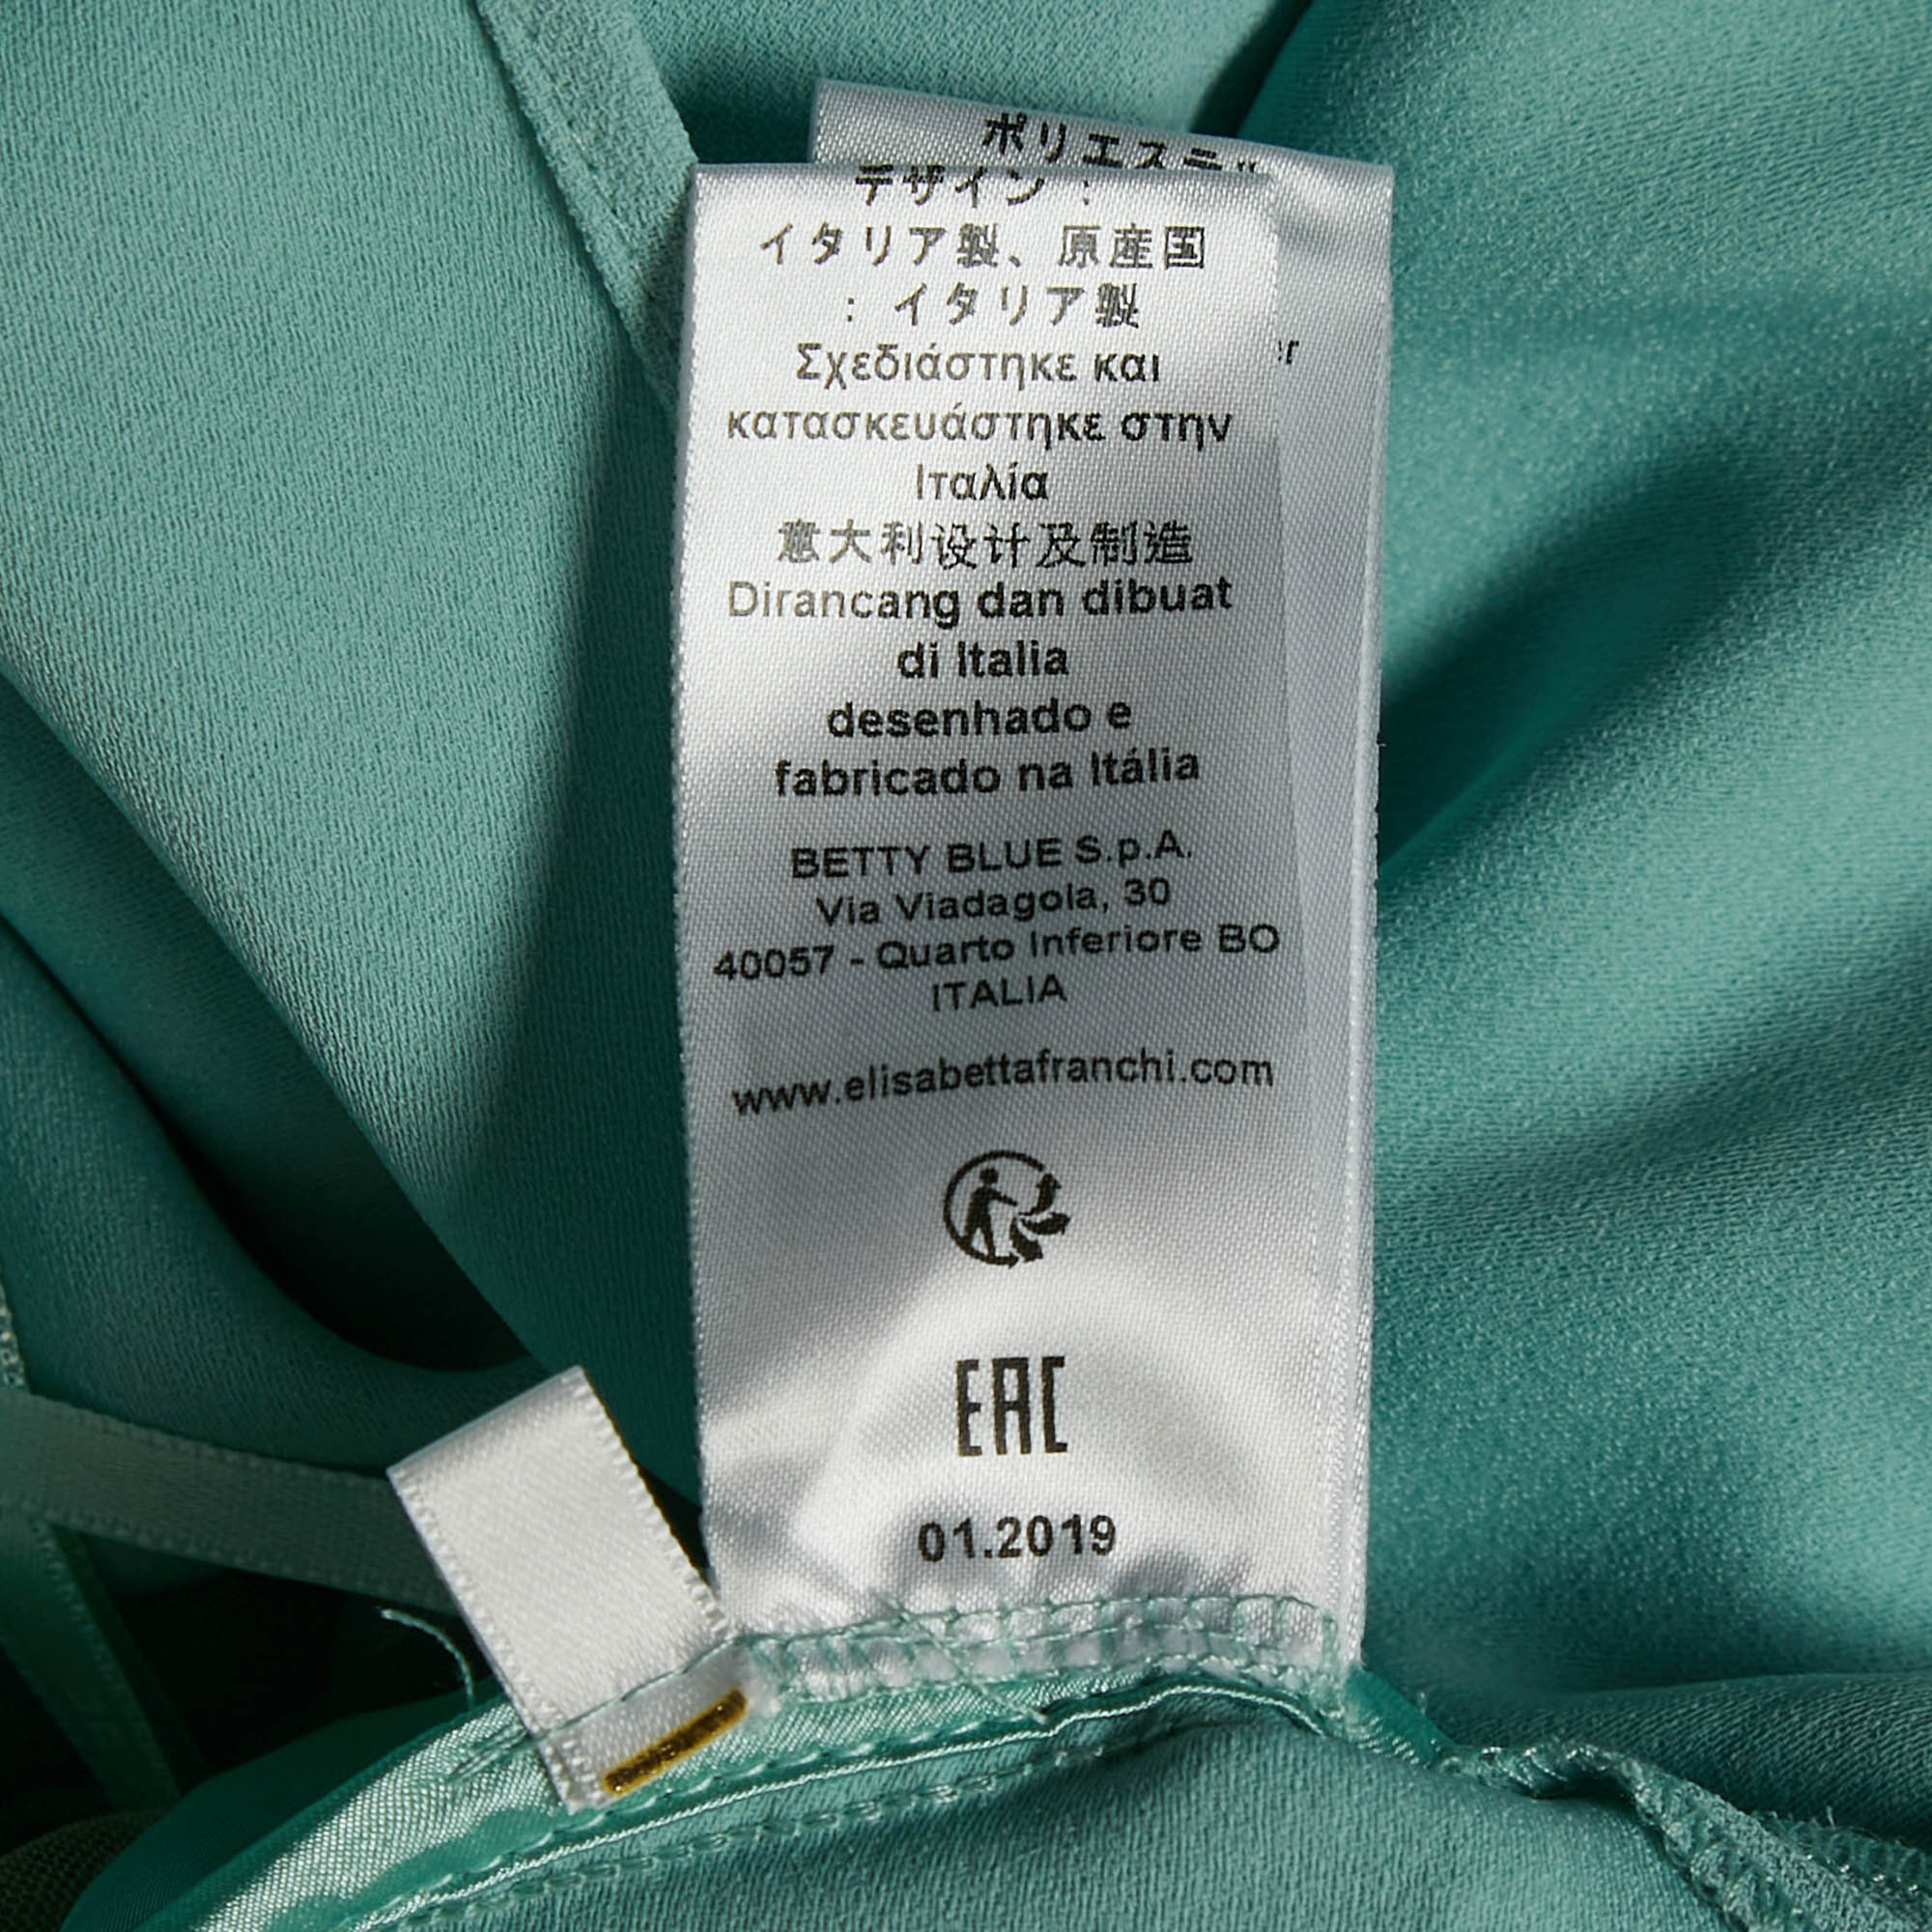 ポリエステ
デザイン：
イタリア製、原産国
：イタリア製
Σχεδιάστηκε και
κατασκευάστηκε στην
Ιταλία
意大利设计及制造
Dirancang dan dibuat
di Italia
desenhado e
fabricado na Itália
BETTY BLUE S.p.A.
Via Viadagola, 30
40057 - Quarto Inferiore BO
ITALIA
www.elisabettafranchi.com
EAC
01.2019